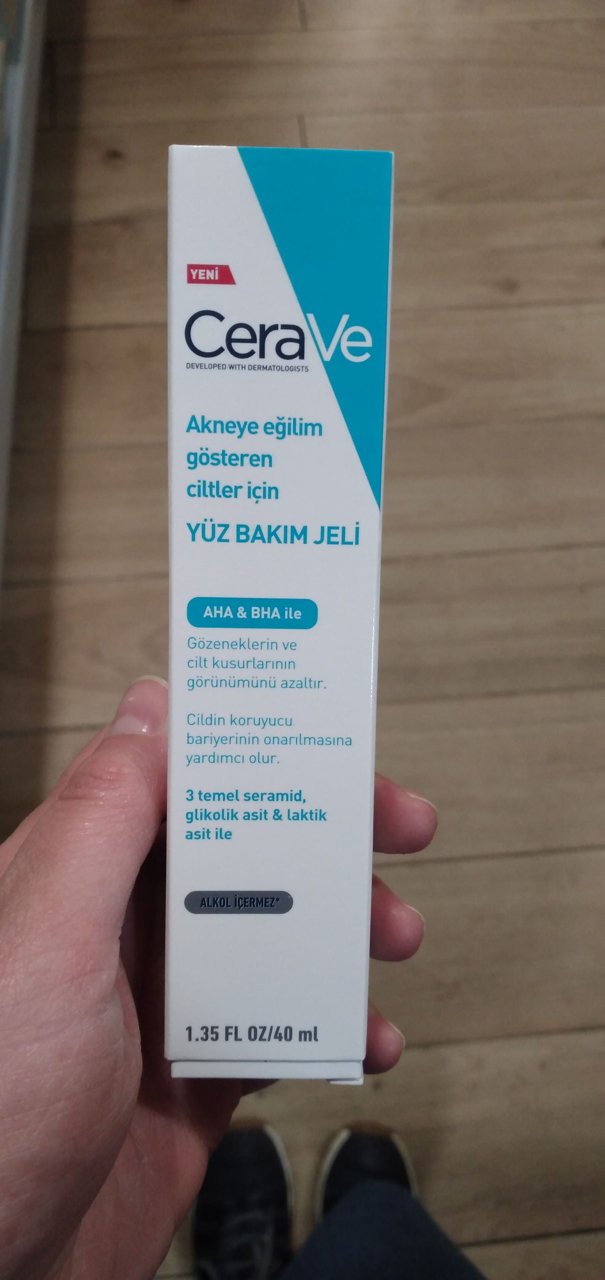 YENİ
CeraVe
DEVELOPED WITH DERMATOLOGISTS
Akneye eğilim
gösteren
ciltler için
YÜZ BAKIM JELİ
AHA & BHA ile
Gözeneklerin ve
cilt kusurlarının
görünümünü azaltır.
Cildin koruyucu
bariyerinin onarılmasına
yardımcı olur.
3 temel seramid,
glikolik asit & laktik
asit ile
ALKOL İÇERMEZ*
1.35 FL OZ/40 ml